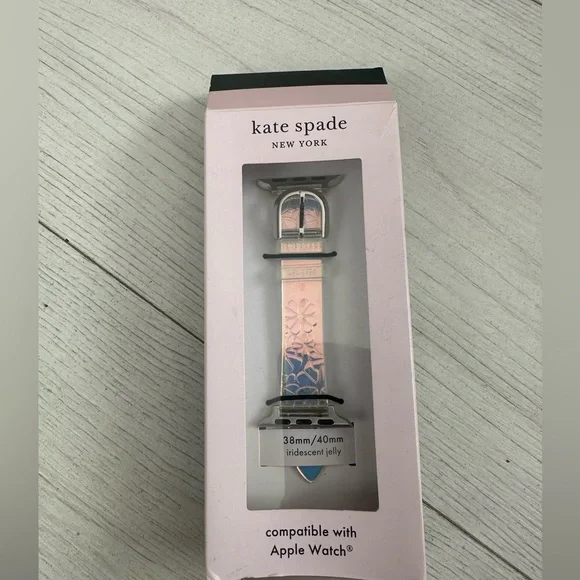 kate spade
NEW YORK
38mm/40mm
iridescent jelly
compatible with
Apple Watch®